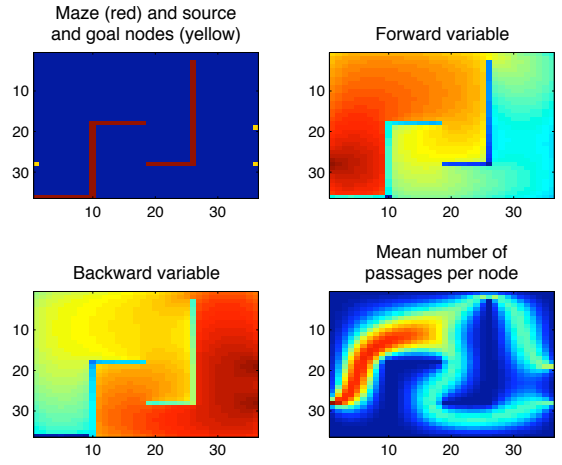 Maze (red) and source
and goal nodes (yellow)
10
20
30
10 20 30
Forward variable
10
20
30
10 20 30
Backward variable
10
20
30
10 20 30
Mean number of
passages per node
10
20
30
10 20 30